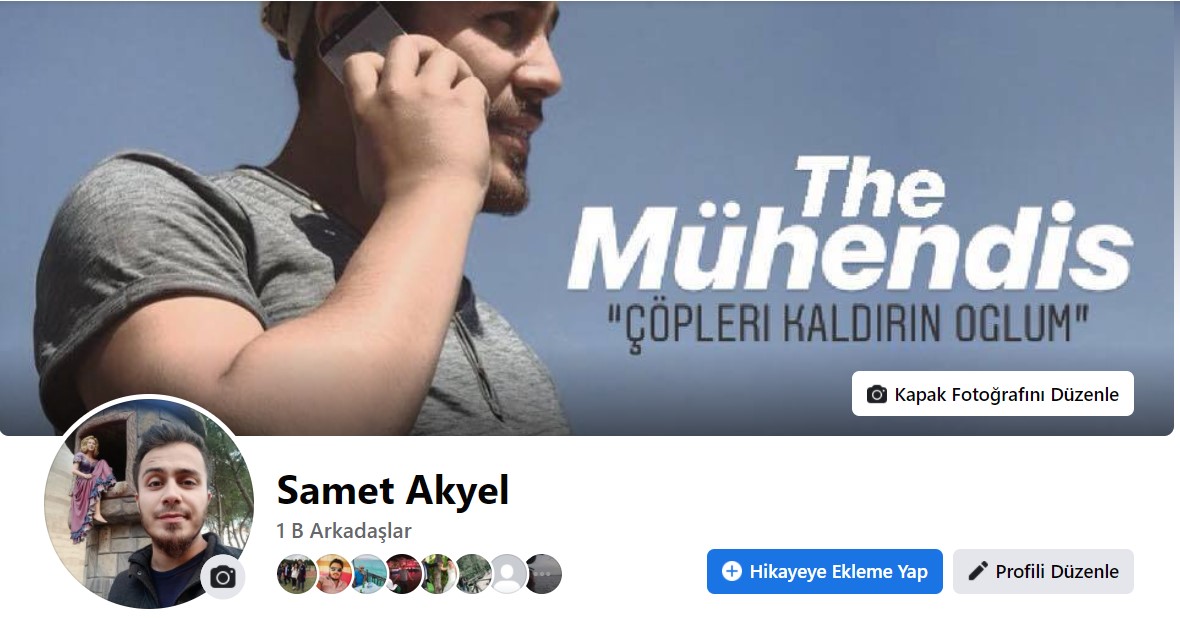 The
Mühendis
"ÇÖPLERI KALDIRIN OGLUM"
Kapak Fotoğrafını Düzenle
Samet Akyel
1 B Arkadaşlar
Hikayeye Ekleme Yap
Profili Düzenle